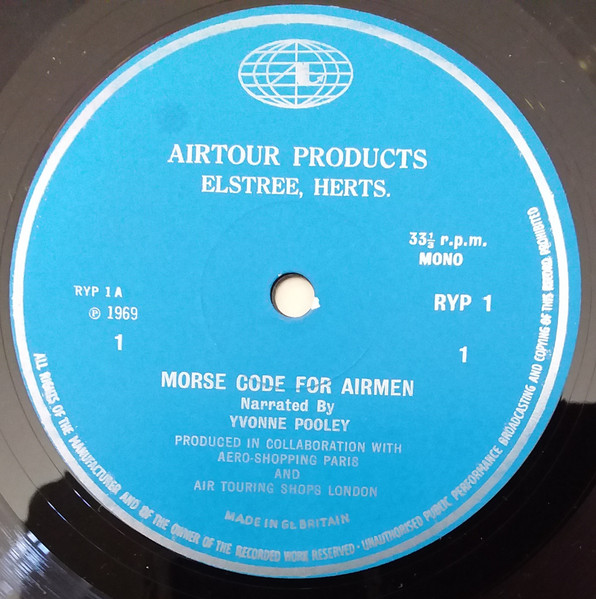 AIRTOUR PRODUCTS
ELSTREE, HERTS.
33⅓ r.p.m.
MONO
RYP 1A
℗ 1969
1
RYP 1
1
MORSE CODE FOR AIRMEN
Narrated By
YVONNE POOLEY
PRODUCED IN COLLABORATION WITH
AERO-SHOPPING PARIS
AND
AIR TOURING SHOPS LONDON
MADE IN Gt. BRITAIN
ALL RIGHTS OF THE MANUFACTURER AND OF THE OWNER OF THE RECORDED WORK RESERVED · UNAUTHORISED PUBLIC PERFORMANCE BROADCASTING AND COPYING OF THIS RECORD PROHIBITED